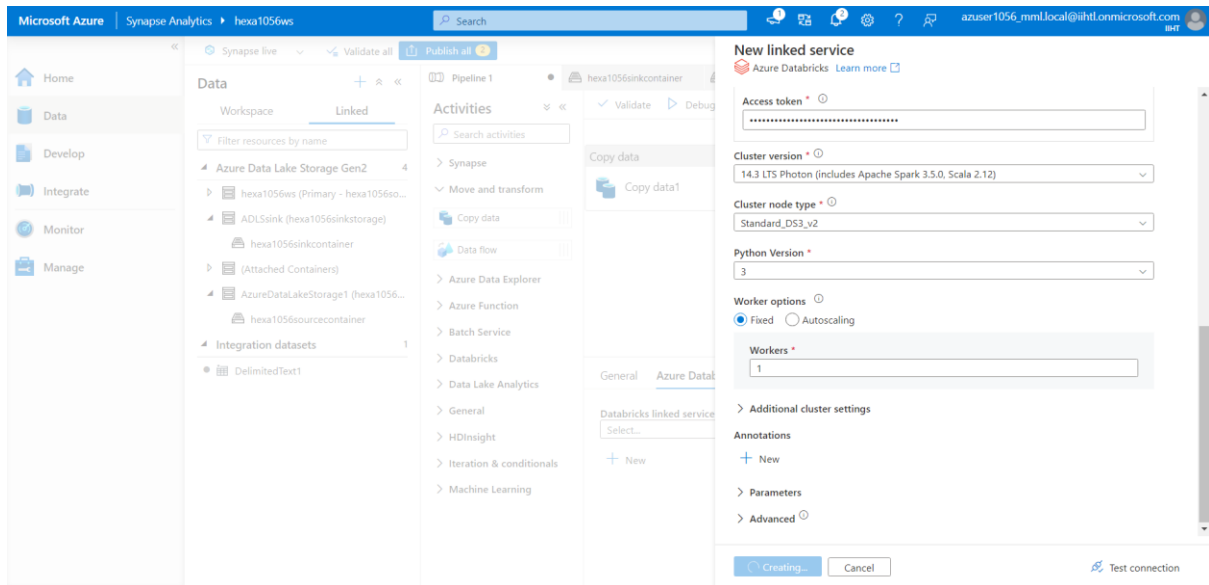 Microsoft Azure
Synapse Analytics
hexa1056ws
Search
1
2
azuser1056_mml.local@iihtl.onmicrosoft.com
IIHT
Home
Data
Develop
Integrate
Monitor
Manage
Synapse live
Validate all
Publish all 2
Data
Workspace
Linked
Filter resources by name
Azure Data Lake Storage Gen2 4
hexa1056ws (Primary - hexa1056so...
ADLSsink (hexa1056sinkstorage)
hexa1056sinkcontainer
(Attached Containers)
AzureDataLakeStorage1 (hexa1056...
hexa1056sourcecontainer
Integration datasets 1
DelimitedText1
Pipeline 1
hexa1056sinkcontainer
Activities
Search activities
Synapse
Move and transform
Copy data
Data flow
Azure Data Explorer
Azure Function
Batch Service
Databricks
Data Lake Analytics
General
HDInsight
Iteration & conditionals
Machine Learning
Validate
Debug
Copy data
Copy data1
General
Azure Datab
Databricks linked service
Select...
New
New linked service
Azure Databricks Learn more
Access token *
Cluster version *
14.3 LTS Photon (includes Apache Spark 3.5.0, Scala 2.12)
Cluster node type *
Standard_DS3_v2
Python Version *
3
Worker options
Fixed
Autoscaling
Workers *
1
Additional cluster settings
Annotations
New
Parameters
Advanced
Creating...
Cancel
Test connection